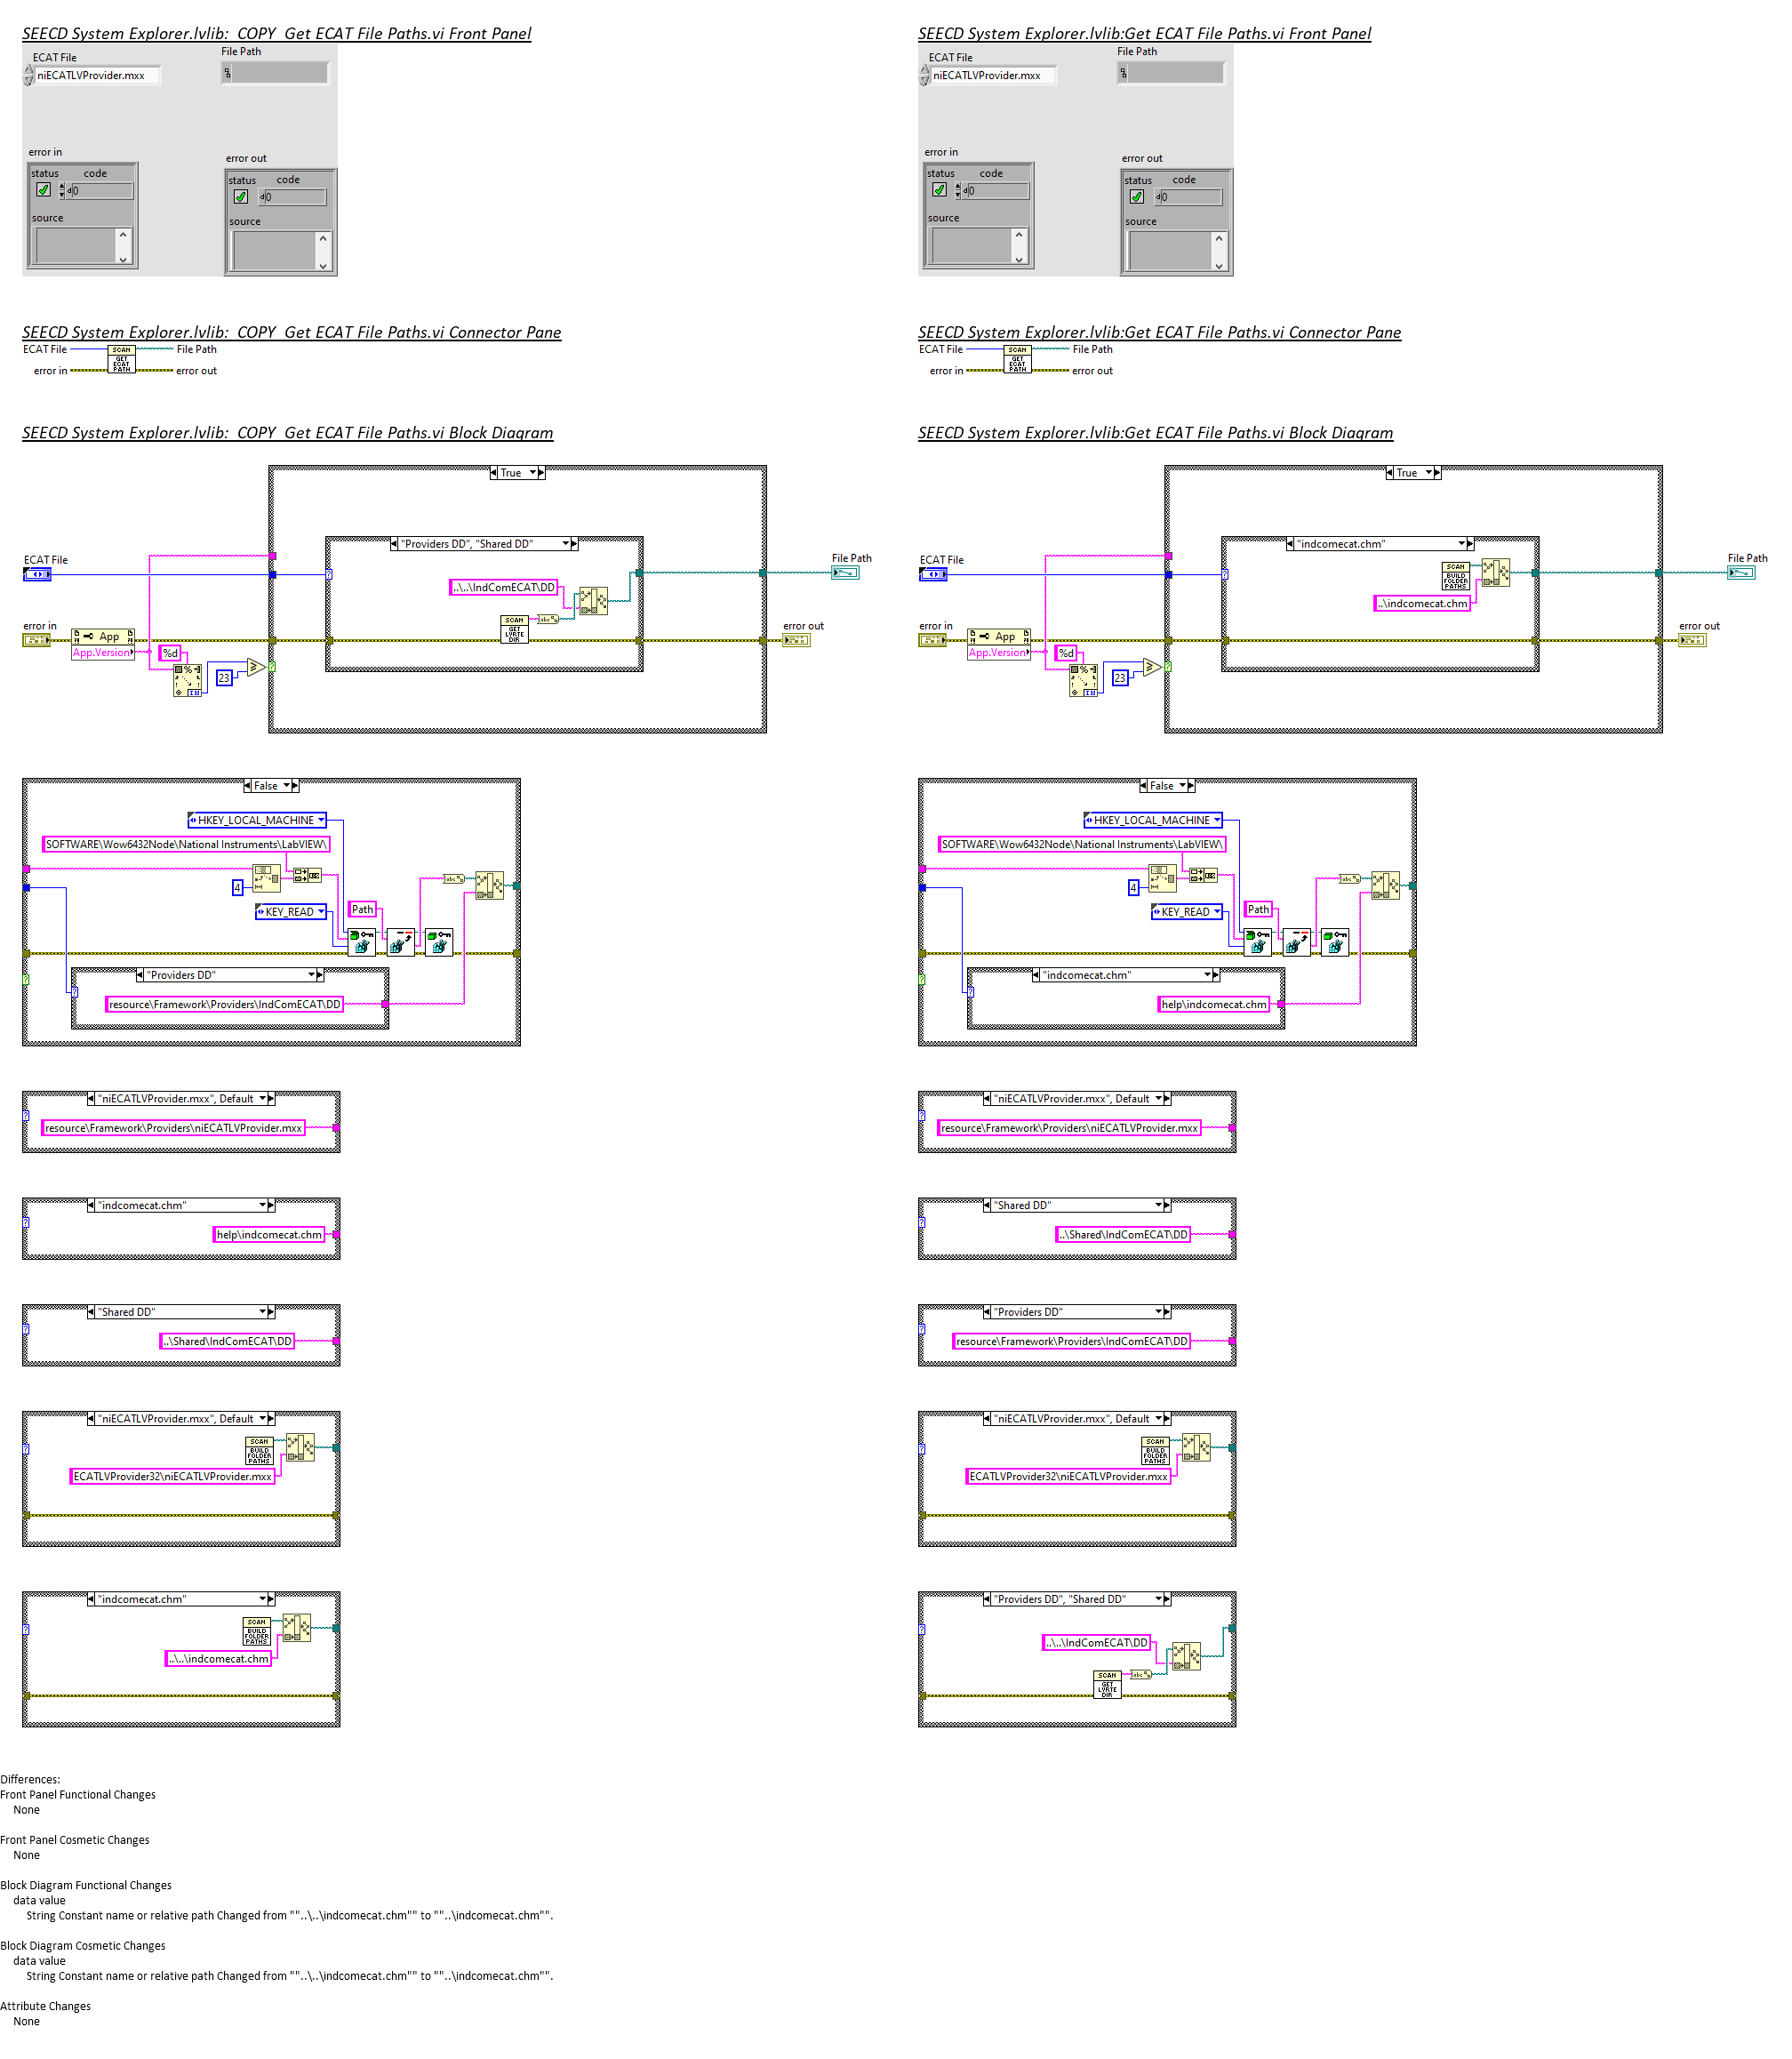 SEECD System Explorer.lvlib:  COPY  Get ECAT File Paths.vi Front Panel
ECAT File
niECATLVProvider.mxx
File Path
error in
status
code
0
source
error out
status
code
0
source
SEECD System Explorer.lvlib:Get ECAT File Paths.vi Front Panel
ECAT File
niECATLVProvider.mxx
File Path
error in
status
code
0
source
error out
status
code
0
source
SEECD System Explorer.lvlib:  COPY  Get ECAT File Paths.vi Connector Pane
ECAT File
SCAN
GET
ECAT
PATH
File Path
error in
error out
SEECD System Explorer.lvlib:Get ECAT File Paths.vi Connector Pane
ECAT File
SCAN
GET
ECAT
PATH
File Path
error in
error out
SEECD System Explorer.lvlib:  COPY  Get ECAT File Paths.vi Block Diagram
True
"Providers DD", "Shared DD"
ECAT File
File Path
..\..\IndComECAT\DD
SCAN
GET
LVRTE
DIR
error in
App
App.Version
%d
23
error out
SEECD System Explorer.lvlib:Get ECAT File Paths.vi Block Diagram
True
"indcomecat.chm"
ECAT File
File Path
SCAN
BUILD
FOLDER
PATHS
..\indcomecat.chm
error in
App
App.Version
%d
23
error out
False
HKEY_LOCAL_MACHINE
SOFTWARE\Wow6432Node\National Instruments\LabVIEW\
4
KEY_READ
Path
"Providers DD"
resource\Framework\Providers\IndComECAT\DD
False
HKEY_LOCAL_MACHINE
SOFTWARE\Wow6432Node\National Instruments\LabVIEW\
4
KEY_READ
Path
"indcomecat.chm"
help\indcomecat.chm
"niECATLVProvider.mxx", Default
resource\Framework\Providers\niECATLVProvider.mxx
"niECATLVProvider.mxx", Default
resource\Framework\Providers\niECATLVProvider.mxx
"indcomecat.chm"
help\indcomecat.chm
"Shared DD"
..\Shared\IndComECAT\DD
"Shared DD"
..\Shared\IndComECAT\DD
"Providers DD"
resource\Framework\Providers\IndComECAT\DD
"niECATLVProvider.mxx", Default
SCAN
BUILD
FOLDER
PATHS
ECATLVProvider32\niECATLVProvider.mxx
"niECATLVProvider.mxx", Default
SCAN
BUILD
FOLDER
PATHS
ECATLVProvider32\niECATLVProvider.mxx
"indcomecat.chm"
SCAN
BUILD
FOLDER
PATHS
..\..\indcomecat.chm
"Providers DD", "Shared DD"
..\..\IndComECAT\DD
SCAN
GET
LVRTE
DIR
Differences:
Front Panel Functional Changes
None
Front Panel Cosmetic Changes
None
Block Diagram Functional Changes
data value
String Constant name or relative path Changed from ""..\..\indcomecat.chm"" to ""..\indcomecat.chm"".
Block Diagram Cosmetic Changes
data value
String Constant name or relative path Changed from ""..\..\indcomecat.chm"" to ""..\indcomecat.chm"".
Attribute Changes
None